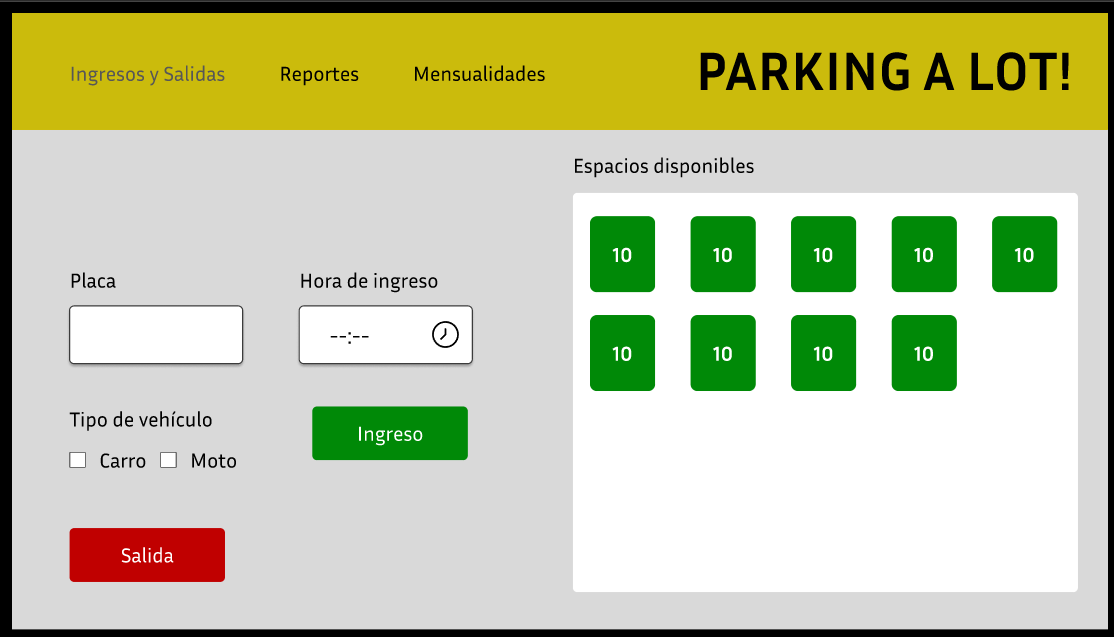 Ingresos y Salidas Reportes Mensualidades PARKING A LOT!
Espacios disponibles
10 10 10 10 10
10 10 10 10
Placa Hora de ingreso
--:--
Tipo de vehículo
Carro Moto
Ingreso
Salida